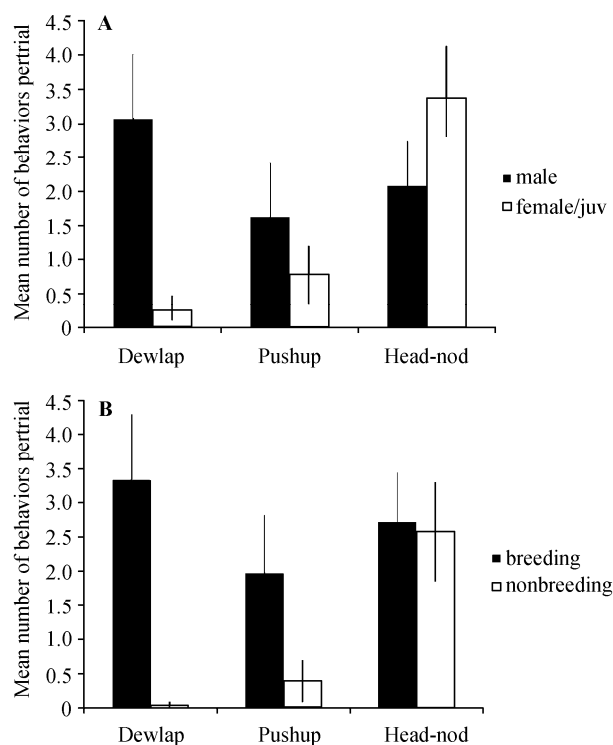 A
Mean number of behaviors pertrial
4.5
4.0
3.5
3.0
2.5
2.0
1.5
1.0
0.5
0
Dewlap Pushup Head-nod
male
female/juv
B
Mean number of behaviors pertrial
4.5
4.0
3.5
3.0
2.5
2.0
1.5
1.0
0.5
0
Dewlap Pushup Head-nod
breeding
nonbreeding